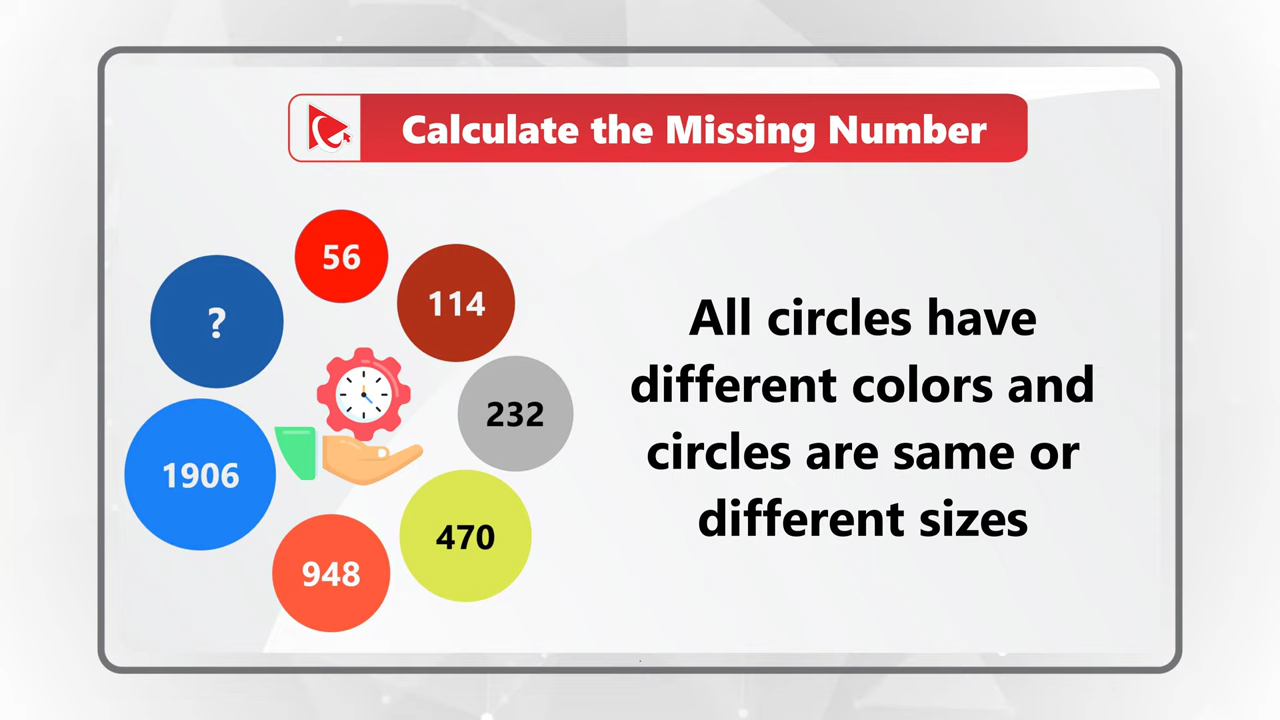 Calculate the Missing Number
56
114
?
232
1906
470
948
All circles have
different colors and
circles are same or
different sizes